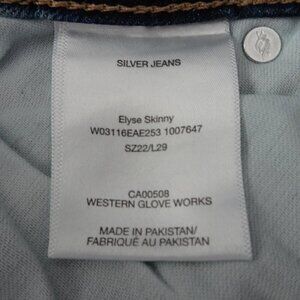 SILVER JEANS
Elyse Skinny
W03116EAE253 1007647
SZ22/L29
CA00508
WESTERN GLOVE WORKS
MADE IN PAKISTAN/
FABRIQUÉ AU PAKISTAN